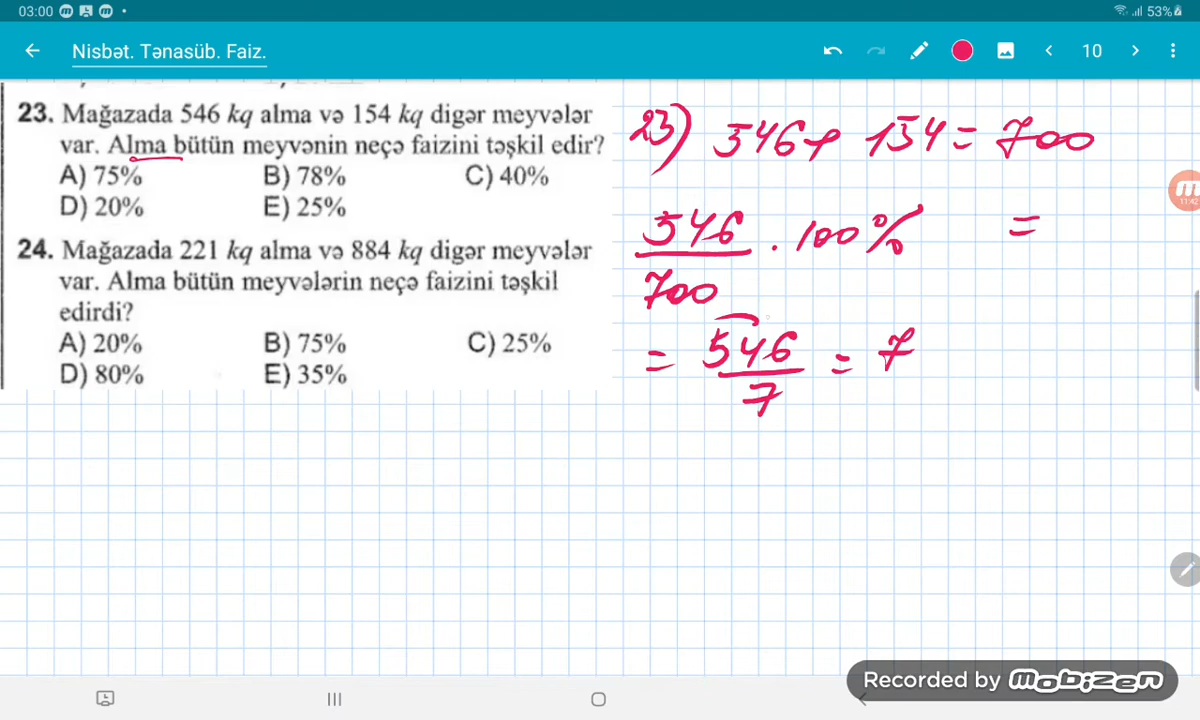 03:00 53%
Nisbət. Tənasüb. Faiz. 10
23. Mağazada 546 kq alma və 154 kq digər meyvələr
var. Alma bütün meyvənin neçə faizini təşkil edir?
A) 75% B) 78% C) 40%
D) 20% E) 25%
24. Mağazada 221 kq alma və 884 kq digər meyvələr
var. Alma bütün meyvələrin neçə faizini təşkil
edirdi?
A) 20% B) 75% C) 25%
D) 80% E) 35%
23) 546+ 154 = 700
546 . 100% =
700
= 546 = 7
7
11:42
Recorded by mobizen